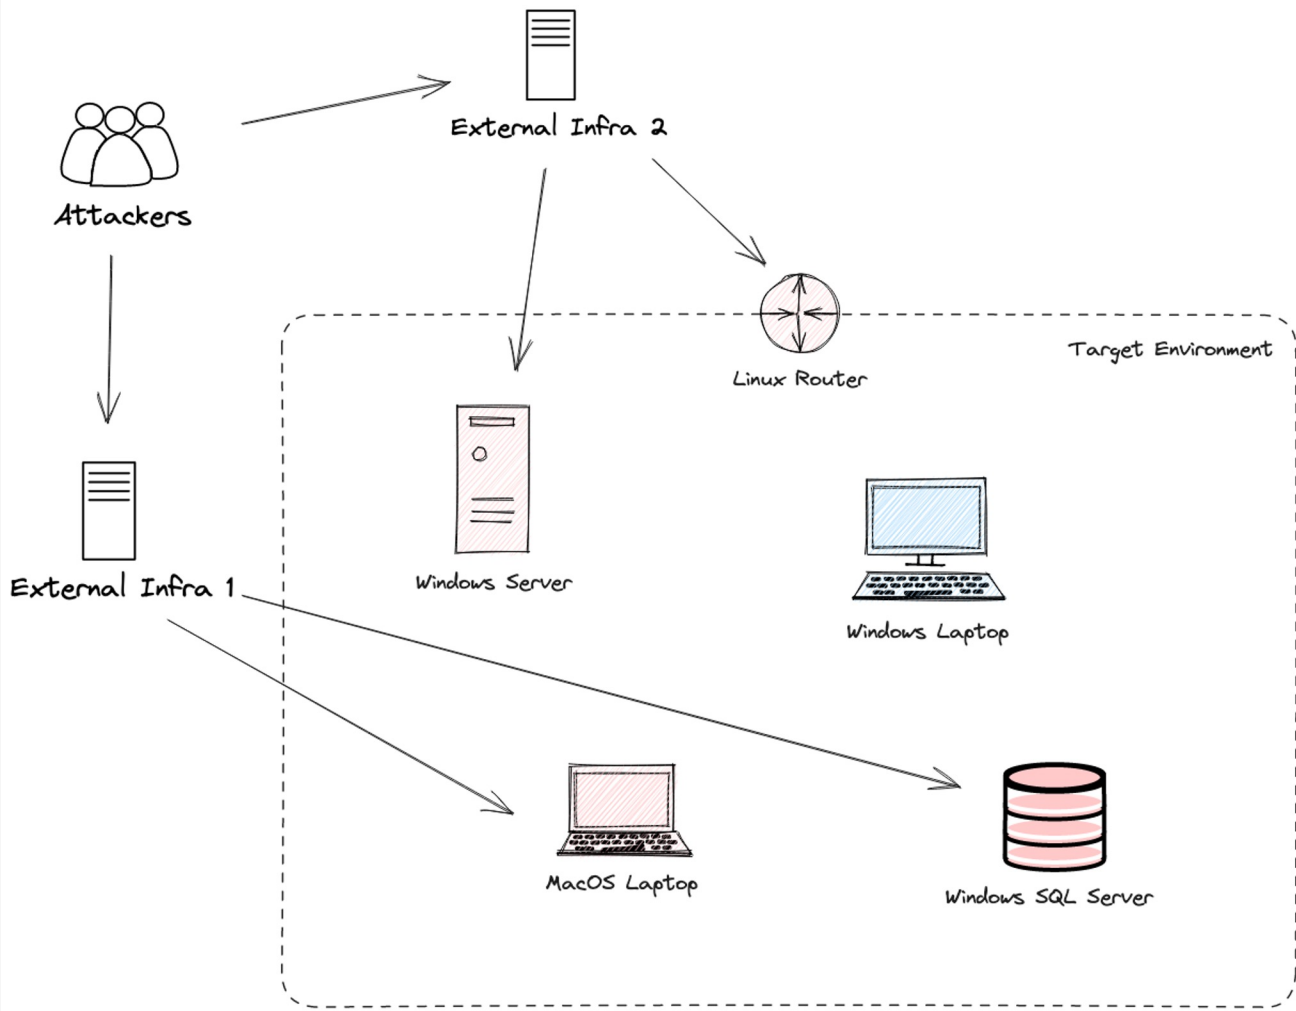 External Infra 2
Attackers
Target Environment
Linux Router
Windows Server
External Infra 1
Windows Laptop
MacOS Laptop
Windows SQL Server